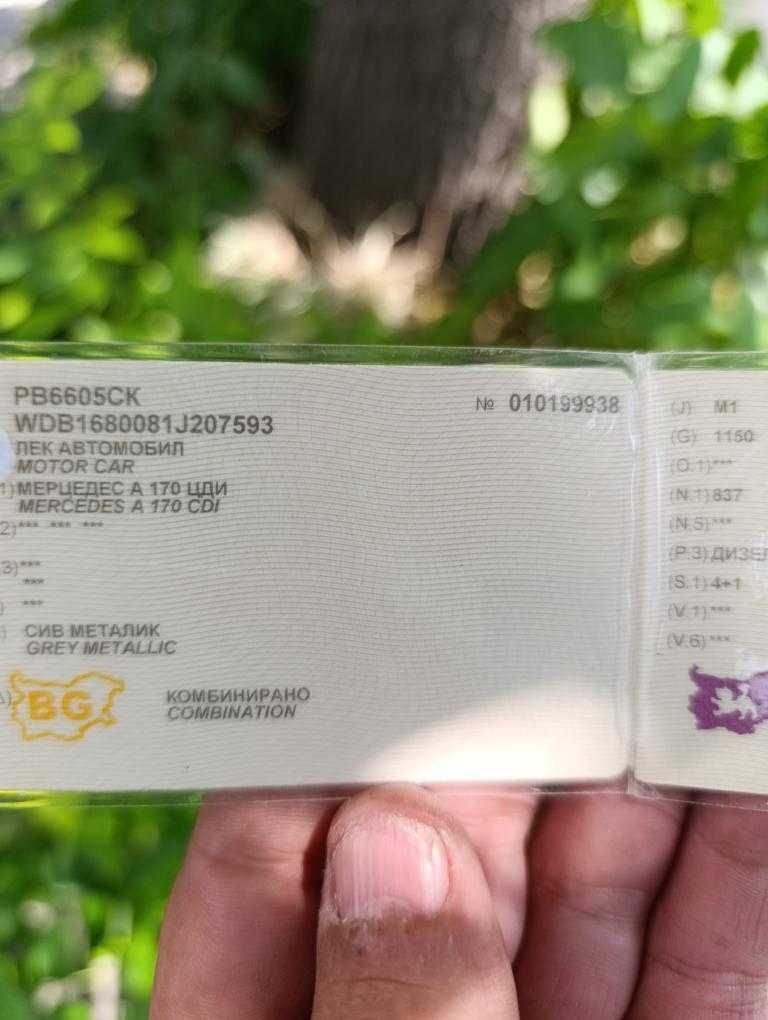 PB6605CK
№ 010199938
WDB1680081J207593
ЛЕК АВТОМОБИЛ
MOTOR CAR
1) МЕРЦЕДЕС А 170 ЦДИ
MERCEDES A 170 CDI
2) *** *** ***
3) ***
***
) ***
) СИВ МЕТАЛИК
GREY METALLIC
BG
КОМБИНИРАНО
COMBINATION
(J) M1
(G) 1150
(O.1) ***
(N.1) 837
(N.5) ***
(P.3) ДИЗЕЛ
(S.1) 4+1
(V.1) ***
(V.6) ***